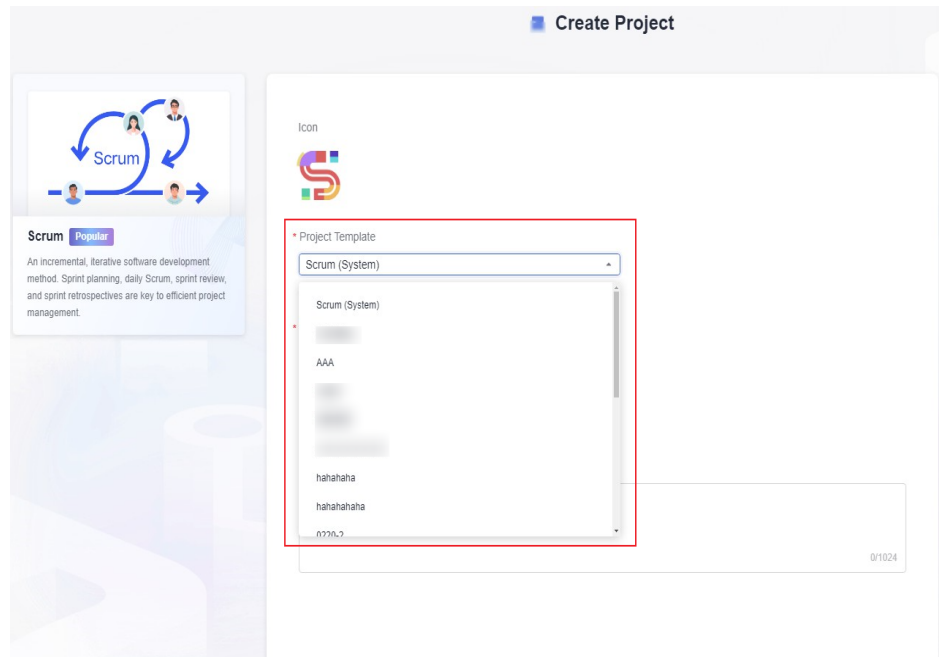 Create Project
Scrum
Icon
Scrum Popular
An incremental, iterative software development
method. Sprint planning, daily Scrum, sprint review,
and sprint retrospectives are key to efficient project
management.
* Project Template
Scrum (System)
Scrum (System)
*
AAA
hahahaha
hahahahaha
0220-2
0/1024